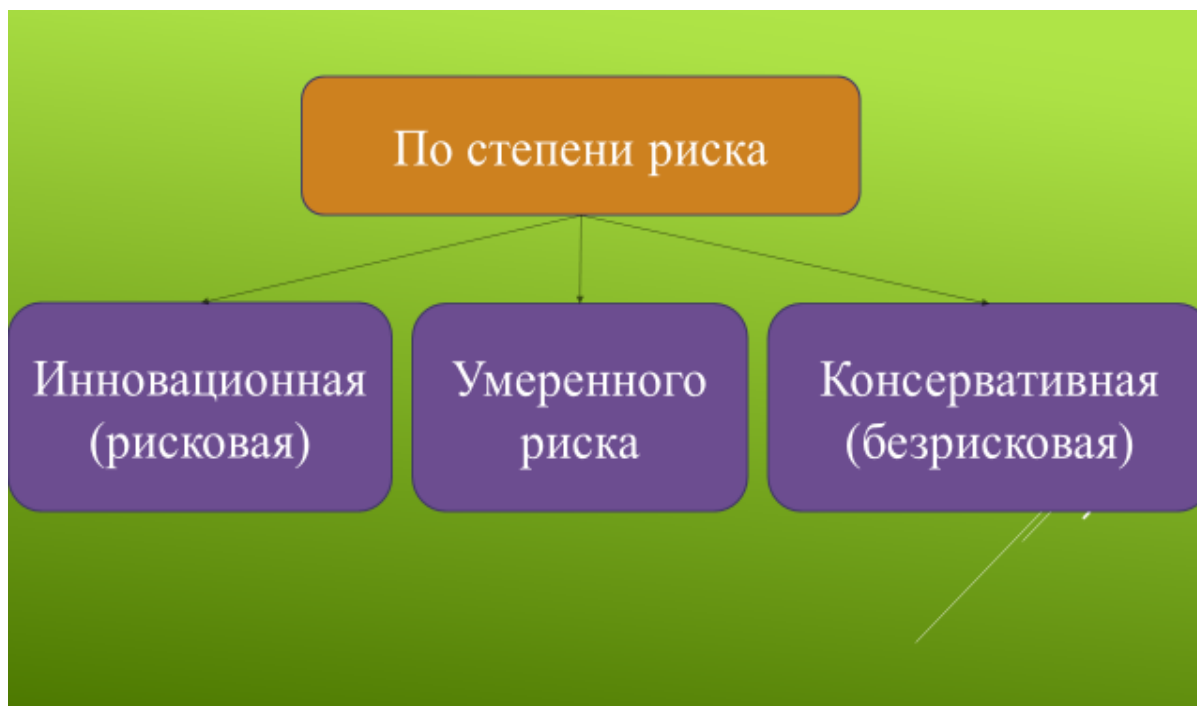 По степени риска
Инновационная
(рисковая)
Умеренного
риска
Консервативная
(безрисковая)